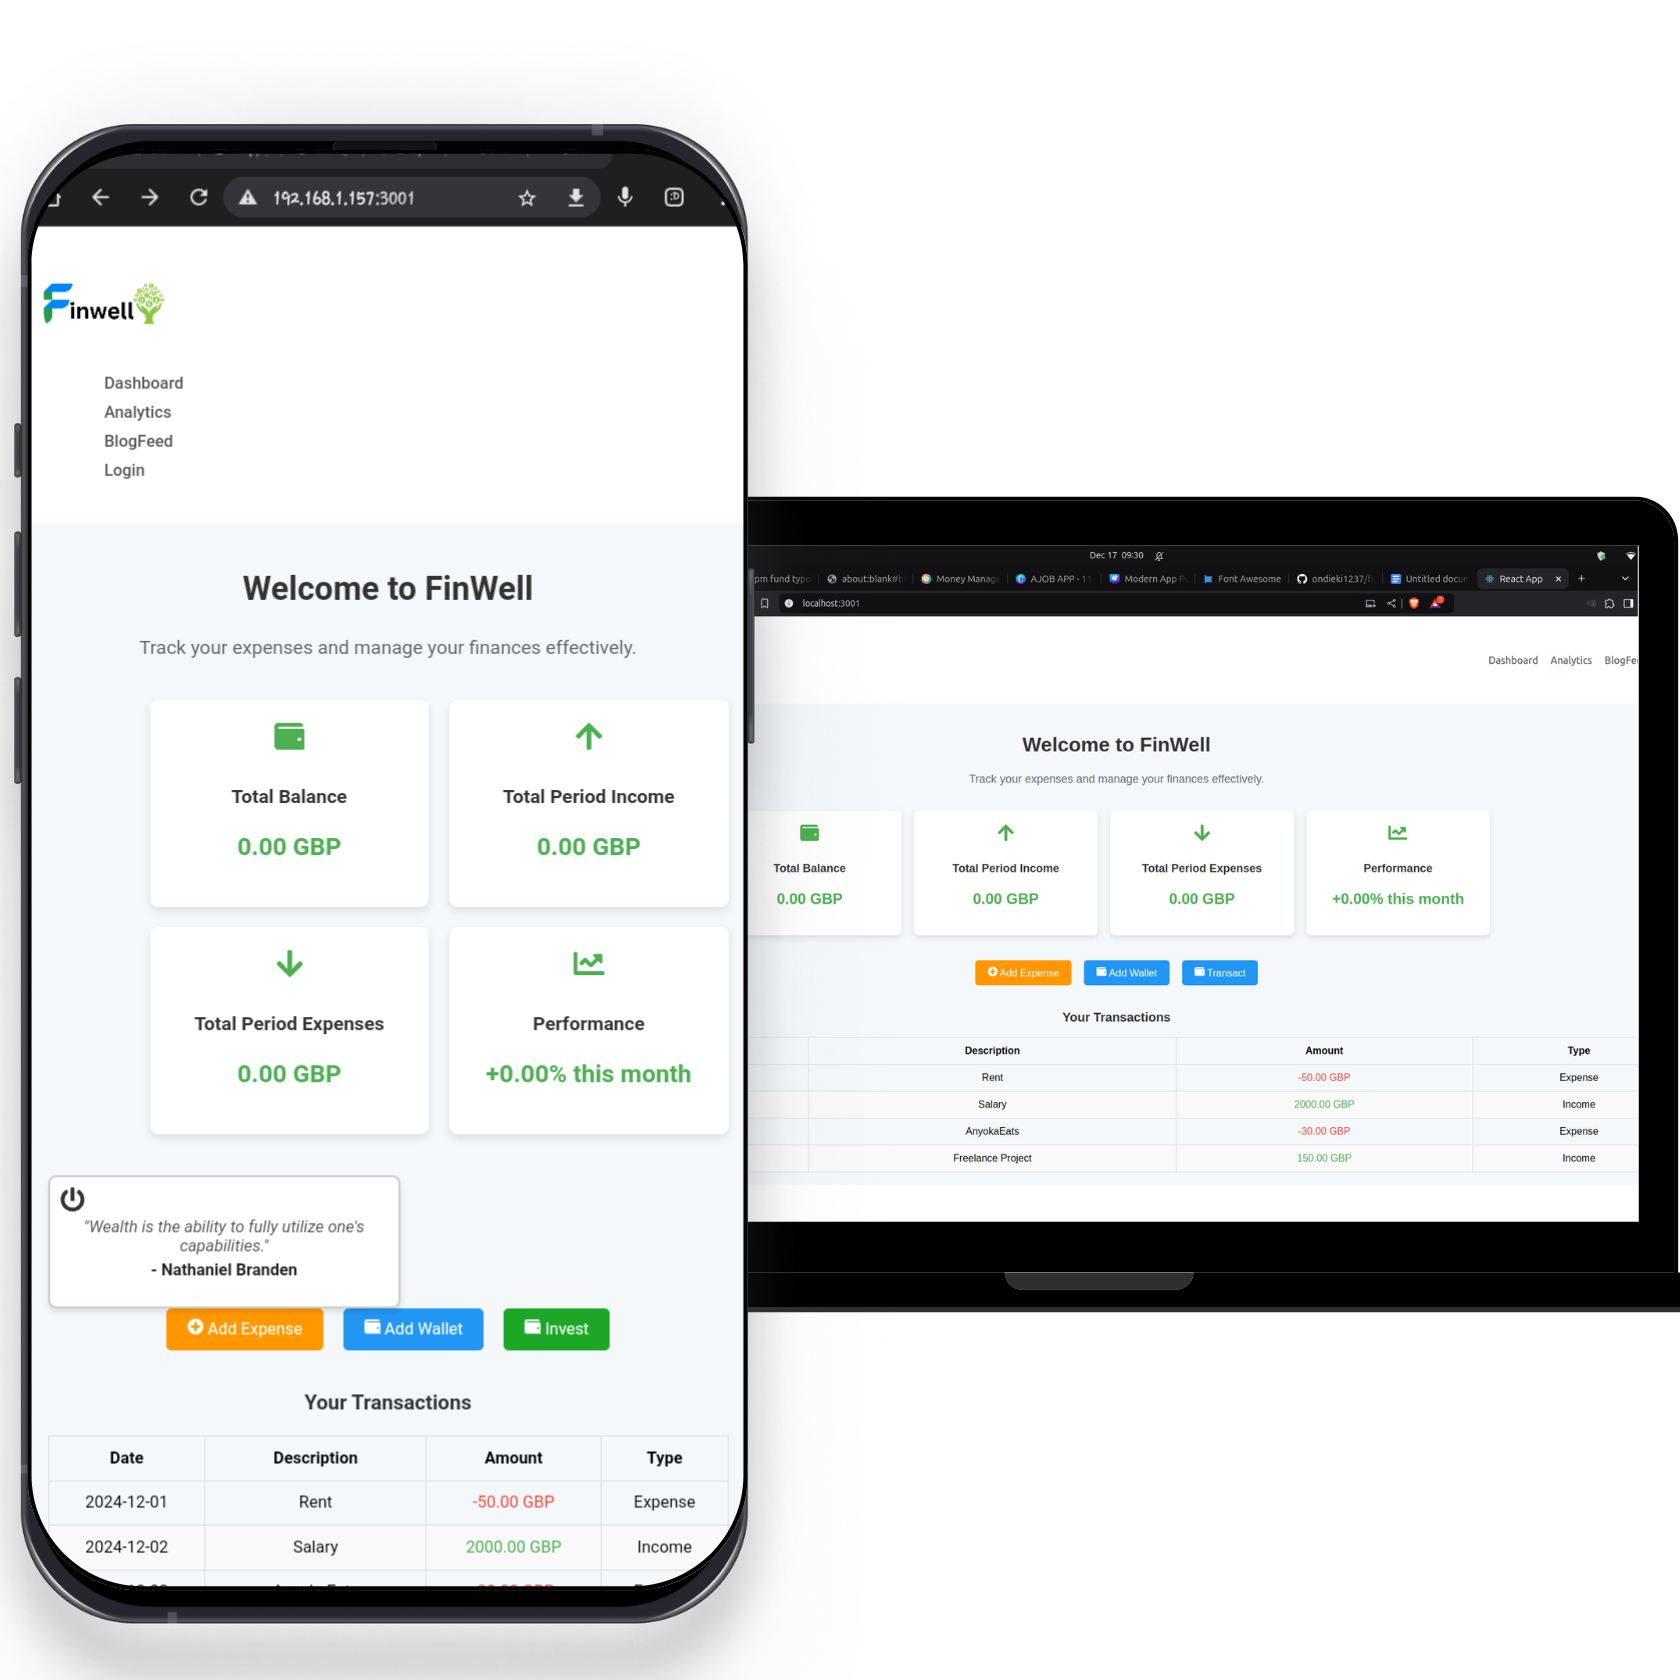 192.168.1.157:3001
Finwell
Dashboard
Analytics
BlogFeed
Login
Welcome to FinWell
Track your expenses and manage your finances effectively.
Total Balance
0.00 GBP
Total Period Income
0.00 GBP
Total Period Expenses
0.00 GBP
Performance
+0.00% this month
"Wealth is the ability to fully utilize one's
capabilities."
- Nathaniel Branden
Add Expense
Add Wallet
Invest
Your Transactions
Date Description Amount Type
2024-12-01 Rent -50.00 GBP Expense
2024-12-02 Salary 2000.00 GBP Income
Dec 17 09:30
pm fund typo
about:blank#b
Money Manage
AJOB APP - 11
Modern App P
Font Awesome
ondieki1237/fi
Untitled docum
React App
localhost:3001
Dashboard Analytics BlogFe
Welcome to FinWell
Track your expenses and manage your finances effectively.
Total Balance
0.00 GBP
Total Period Income
0.00 GBP
Total Period Expenses
0.00 GBP
Performance
+0.00% this month
Add Expense
Add Wallet
Transact
Your Transactions
Description Amount Type
Rent -50.00 GBP Expense
Salary 2000.00 GBP Income
AnyokaEats -30.00 GBP Expense
Freelance Project 150.00 GBP Income